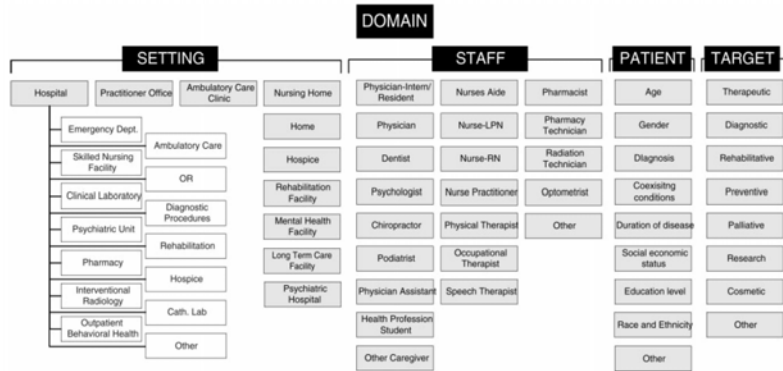 DOMAIN
SETTING
STAFF
PATIENT
TARGET
Hospital
Practitioner Office
Ambulatory Care
Clinic
Nursing Home
Emergency Dept.
Ambulatory Care
Skilled Nursing
Facility
OR
Clinical Laboratory
Diagnostic
Procedures
Psychiatric Unit
Rehabilitation
Pharmacy
Hospice
Interventional
Radiology
Cath. Lab
Outpatient
Behavioral Health
Other
Home
Hospice
Rehabilitation
Facility
Mental Health
Facility
Long Term Care
Facility
Psychiatric
Hospital
Physician-Intern/
Resident
Physician
Dentist
Psychologist
Chiropractor
Podiatrist
Physician Assistant
Health Profession
Student
Other Caregiver
Nurses Aide
Nurse-LPN
Nurse-RN
Nurse Practitioner
Physical Therapist
Occupational
Therapist
Speech Therapist
Pharmacist
Pharmacy
Technician
Radiation
Technician
Optometrist
Other
Age
Gender
DIagnosis
Coexisitng
conditions
Duration of disease
Social economic
status
Education level
Race and Ethnicity
Other
Therapeutic
Diagnostic
Rehabilitative
Preventive
Palliative
Research
Cosmetic
Other